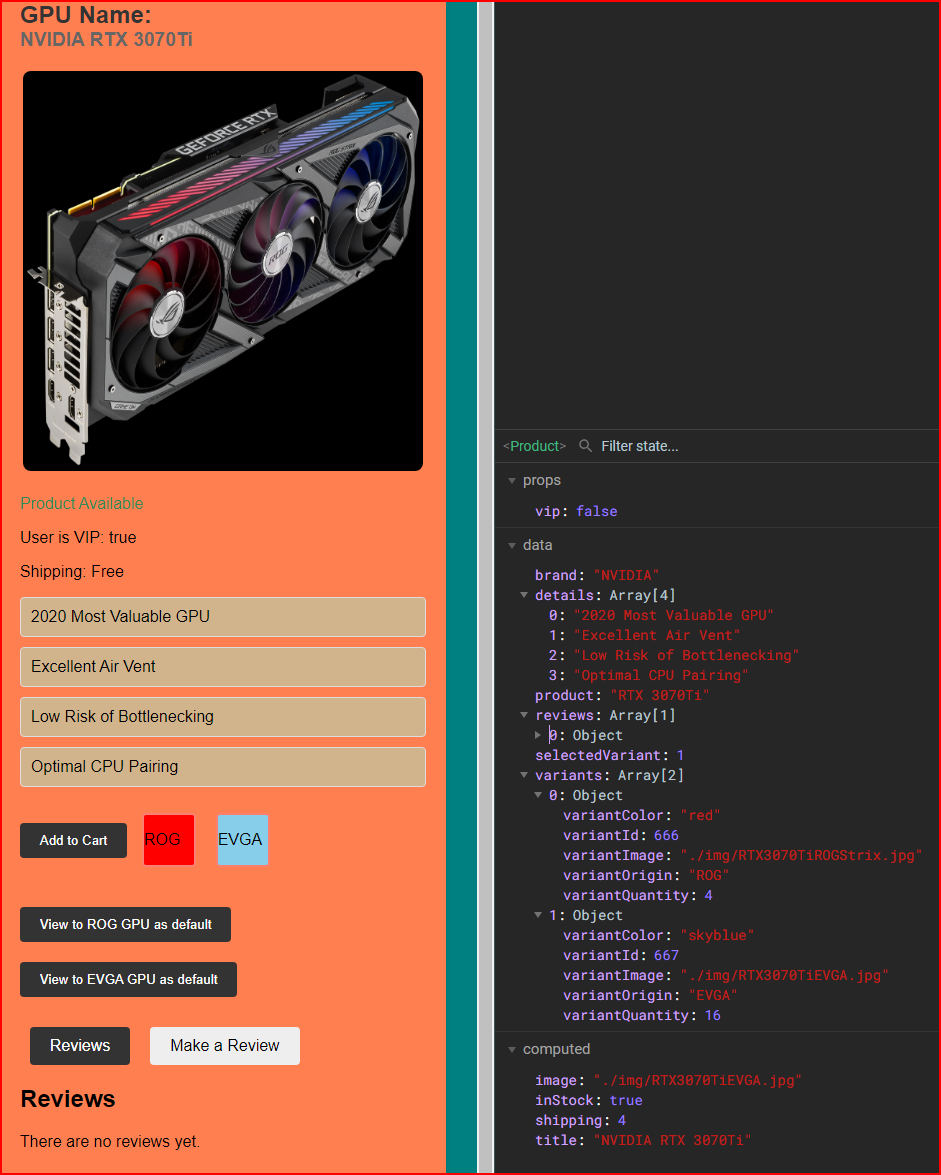 GPU Name:
NVIDIA RTX 3070Ti
GEFORCE RTX
ROG
Product Available
User is VIP: true
Shipping: Free
2020 Most Valuable GPU
Excellent Air Vent
Low Risk of Bottlenecking
Optimal CPU Pairing
Add to Cart
ROG
EVGA
View to ROG GPU as default
View to EVGA GPU as default
Reviews
Make a Review
Reviews
There are no reviews yet.
<Product>
Filter state...
props
vip: false
data
brand: "NVIDIA"
details: Array[4]
0: "2020 Most Valuable GPU"
1: "Excellent Air Vent"
2: "Low Risk of Bottlenecking"
3: "Optimal CPU Pairing"
product: "RTX 3070Ti"
reviews: Array[1]
0: Object
selectedVariant: 1
variants: Array[2]
0: Object
variantColor: "red"
variantId: 666
variantImage: "./img/RTX3070TiROGStrix.jpg"
variantOrigin: "ROG"
variantQuantity: 4
1: Object
variantColor: "skyblue"
variantId: 667
variantImage: "./img/RTX3070TiEVGA.jpg"
variantOrigin: "EVGA"
variantQuantity: 16
computed
image: "./img/RTX3070TiEVGA.jpg"
inStock: true
shipping: 4
title: "NVIDIA RTX 3070Ti"